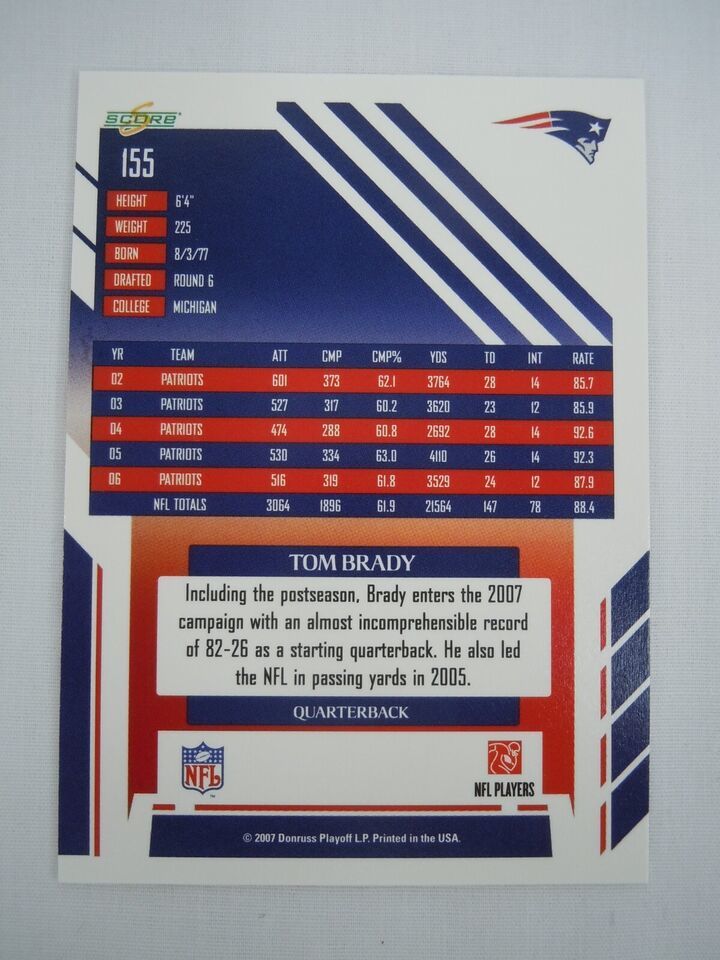 SCORE
155
HEIGHT 6'4"
WEIGHT 225
BORN 8/3/77
DRAFTED ROUND 6
COLLEGE MICHIGAN
YR TEAM ATT CMP CMP% YDS TD INT RATE
02 PATRIOTS 601 373 62.1 3764 28 14 85.7
03 PATRIOTS 527 317 60.2 3620 23 12 85.9
04 PATRIOTS 474 288 60.8 2692 28 14 92.6
05 PATRIOTS 530 334 63.0 4110 26 14 92.3
06 PATRIOTS 516 319 61.8 3529 24 12 87.9
NFL TOTALS 3064 1896 61.9 21564 147 78 88.4
TOM BRADY
Including the postseason, Brady enters the 2007
campaign with an almost incomprehensible record
of 82-26 as a starting quarterback. He also led
the NFL in passing yards in 2005.
QUARTERBACK
NFL
TM
NFL PLAYERS
© 2007 Donruss Playoff L.P. Printed in the USA.